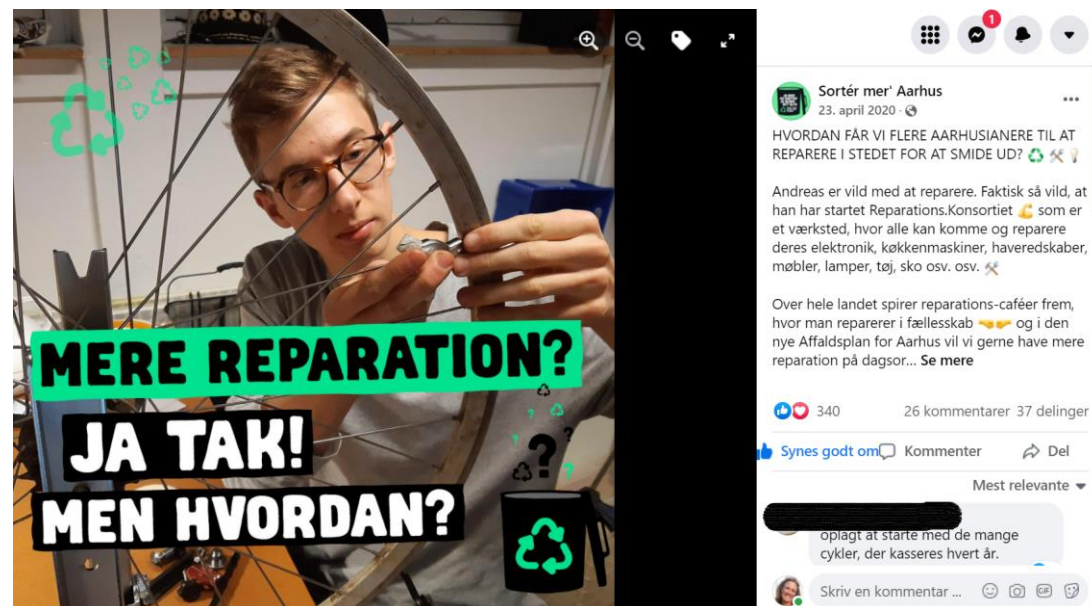 MERE REPARATION?
JA TAK!
MEN HVORDAN?
?
1
Sortér mer' Aarhus
23. april 2020 ·
HVORDAN FÅR VI FLERE AARHUSIANERE TIL AT
REPARERE I STEDET FOR AT SMIDE UD?
Andreas er vild med at reparere. Faktisk så vild, at
han har startet Reparations.Konsortiet som er
et værksted, hvor alle kan komme og reparere
deres elektronik, køkkenmaskiner, haveredskaber,
møbler, lamper, tøj, sko osv. osv.
Over hele landet spirer reparations-caféer frem,
hvor man reparerer i fællesskab og i den
nye Affaldsplan for Aarhus vil vi gerne have mere
reparation på dagsor... Se mere
340 26 kommentarer 37 delinger
Synes godt om Kommenter Del
Mest relevante
oplagt at starte med de mange
cykler, der kasseres hvert år.
Skriv en kommentar ...
GIF